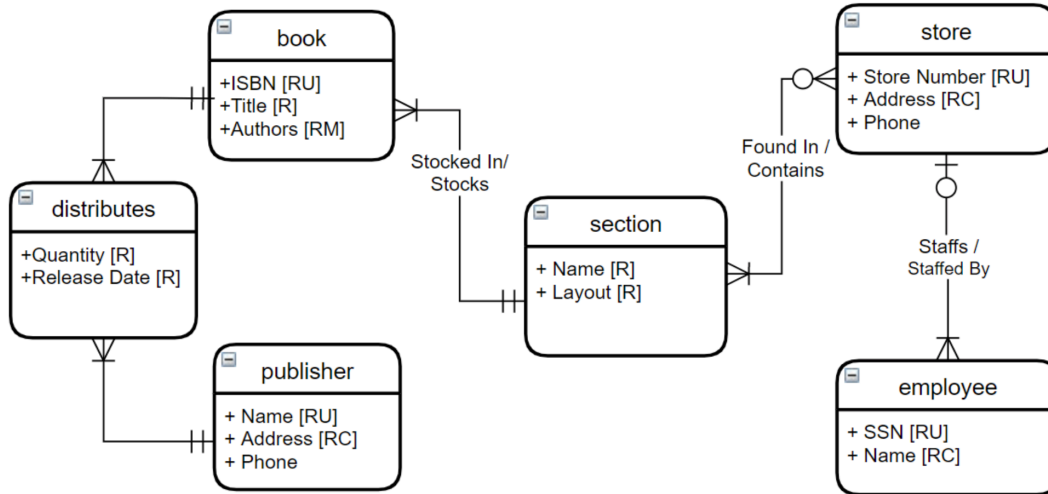 book
+ISBN [RU]
+Title [R]
+Authors [RM]
store
+ Store Number [RU]
+ Address [RC]
+ Phone
Stocked In/
Stocks
Found In /
Contains
distributes
+Quantity [R]
+Release Date [R]
section
+ Name [R]
+ Layout [R]
Staffs /
Staffed By
publisher
+ Name [RU]
+ Address [RC]
+ Phone
employee
+ SSN [RU]
+ Name [RC]